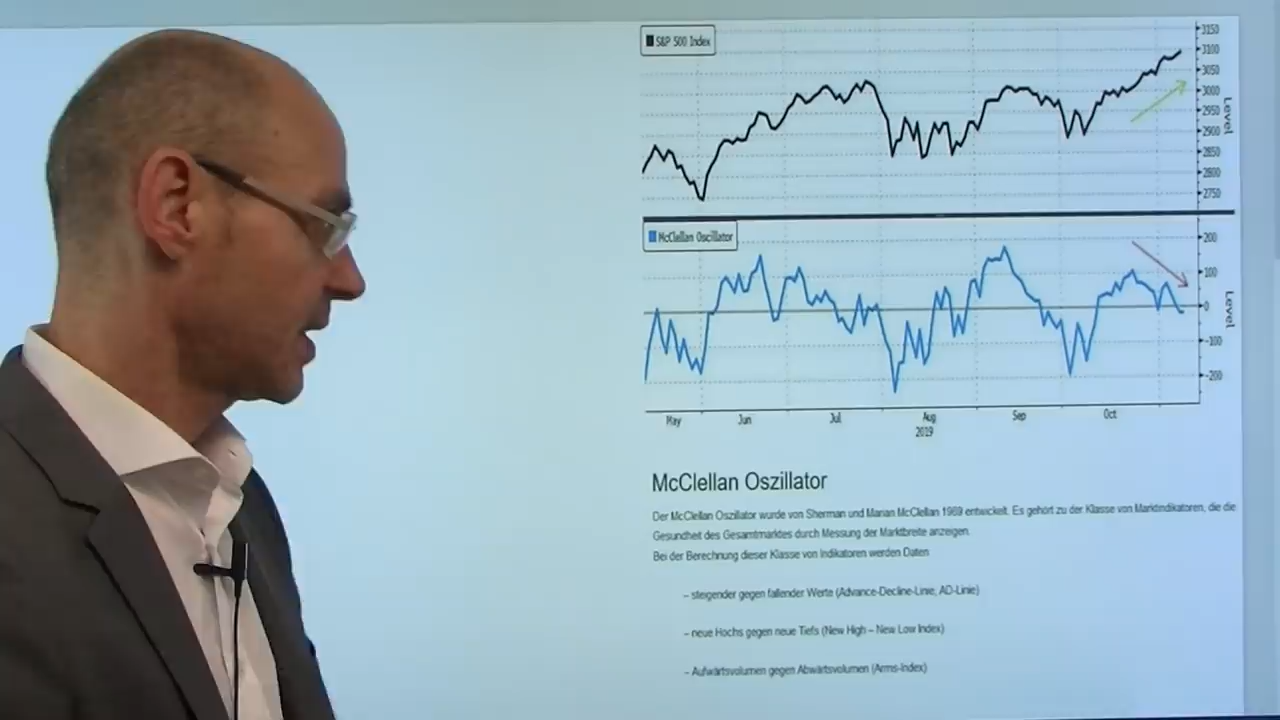 S&P 500 Index
3150
3100
3050
3000
2950
2900
2850
2800
2750
Level
McClellan Oscillator
200
100
0
-100
-200
Level
May Jun Jul Aug Sep Oct
2019
McClellan Oszillator
Der McClellan Oszillator wurde von Sherman und Marian McClellan 1969 entwickelt. Es gehört zu der Klasse von Marktindikatoren, die die
Gesundheit des Gesamtmarktes durch Messung der Marktbreite anzeigen.
Bei der Berechnung dieser Klasse von Indikatoren werden Daten
– steigender gegen fallender Werte (Advance-Decline-Linie, AD-Linie)
– neue Hochs gegen neue Tiefs (New High – New Low Index)
– Aufwärtsvolumen gegen Abwärtsvolumen (Arms-Index)